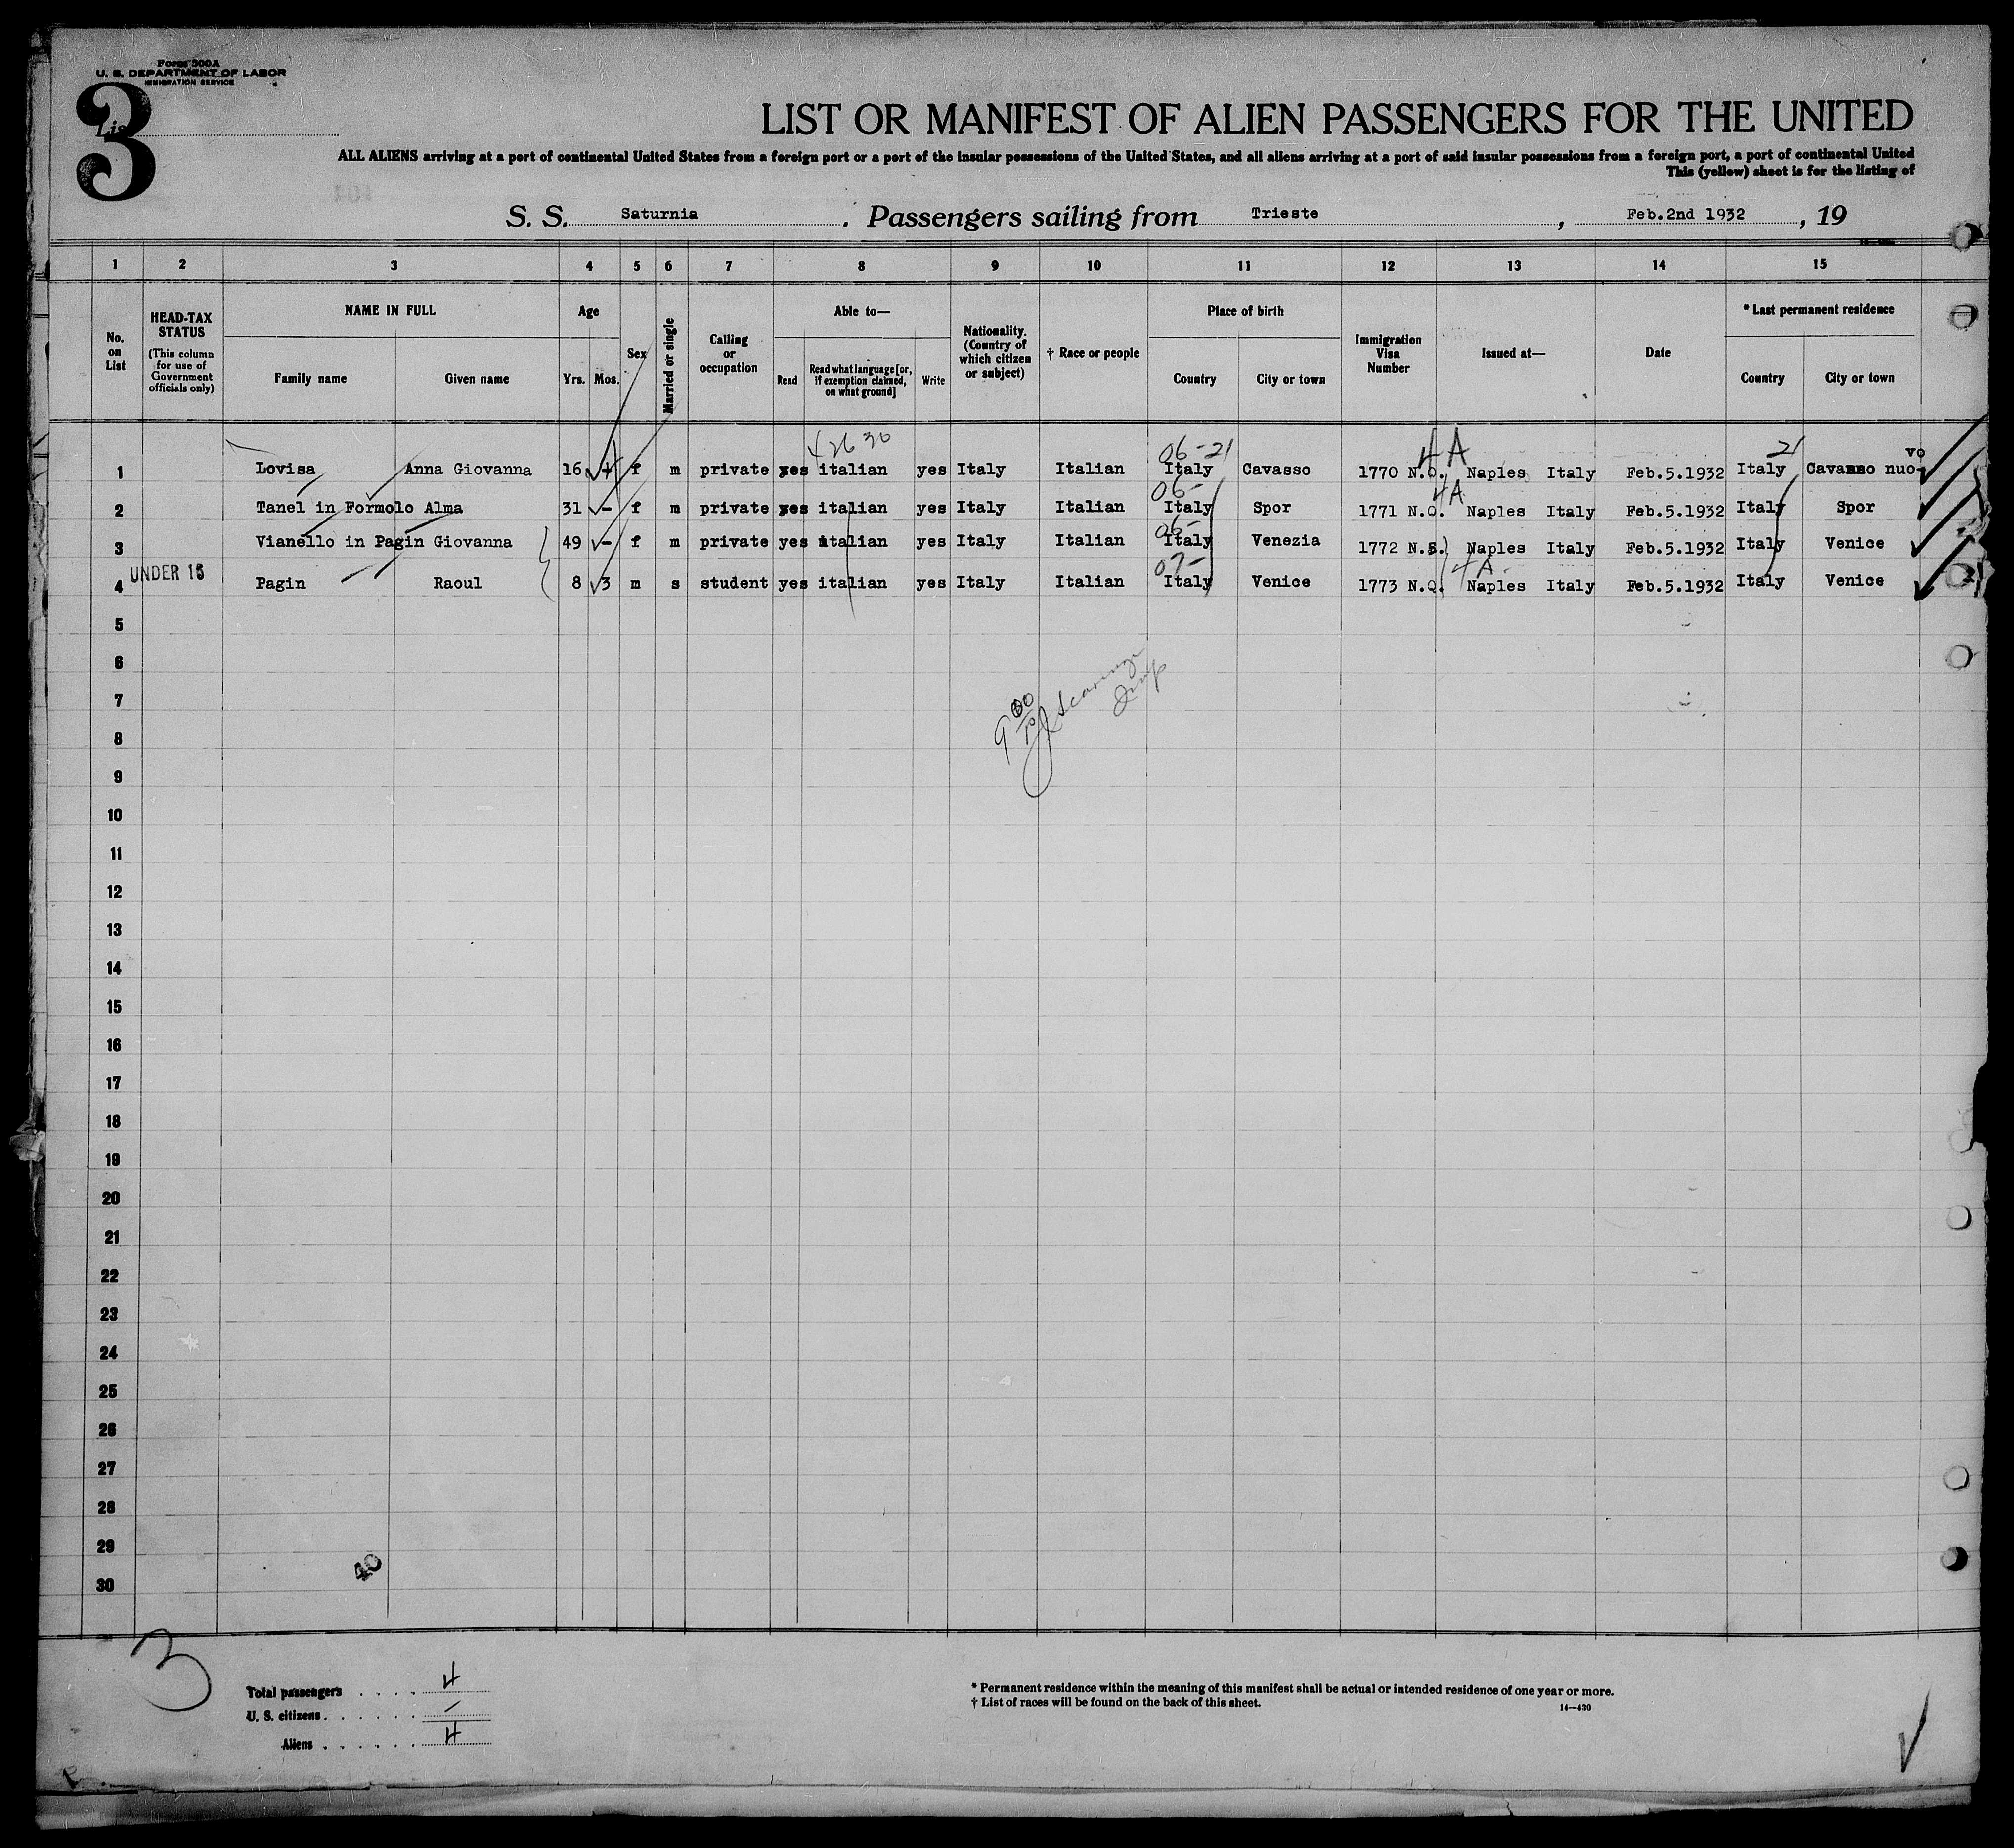 Form 500A
U. S. DEPARTMENT OF LABOR
IMMIGRATION SERVICE
3
List
LIST OR MANIFEST OF ALIEN PASSENGERS FOR THE UNITED
ALL ALIENS arriving at a port of continental United States from a foreign port or a port of the insular possessions of the United States, and all aliens arriving at a port of said insular possessions from a foreign port, a port of continental United
This (yellow) sheet is for the listing of
S. S. Saturnia. Passengers sailing from Trieste, Feb.2nd 1932, 19
1 2 3 4 5 6 7 8 9 10 11 12 13 14 15
No. on List
HEAD-TAX STATUS
(This column for use of Government officials only)
NAME IN FULL
Family name Given name
Age
Yrs. Mos.
Sex
Married or single
Calling or occupation
Able to—
Read
Read what language [or, if exemption claimed, on what ground]
Write
Nationality. (Country of which citizen or subject)
† Race or people
Place of birth
Country City or town
Immigration Visa Number
Issued at—
Date
* Last permanent residence
Country City or town
42630 06-21 4A 21 vo
1 Lovisa Anna Giovanna 16 - f m private yes italian yes Italy Italian Italy Cavasso 1770 N.Q. Naples Italy Feb.5.1932 Italy Cavasso nuo-
06- 4A
2 Tanel in Formolo Alma 31 - f m private yes italian yes Italy Italian Italy Spor 1771 N.Q. Naples Italy Feb.5.1932 Italy Spor
06-
3 Vianello in Pagin Giovanna 49 - f m private yes italian yes Italy Italian Italy Venezia 1772 N.Q. Naples Italy Feb.5.1932 Italy Venice
07- 4A
UNDER 16
4 Pagin Raoul 8 3 m s student yes italian yes Italy Italian Italy Venice 1773 N.Q. Naples Italy Feb.5.1932 Italy Venice 21
5
6
7
8
9
10
11
12
13
14
15
16
17
18
19
20
21
22
23
24
25
26
27
28
29
30
40
3
Total passengers 4
U. S. citizens -
Aliens 4
* Permanent residence within the meaning of this manifest shall be actual or intended residence of one year or more.
† List of races will be found on the back of this sheet.
14—430